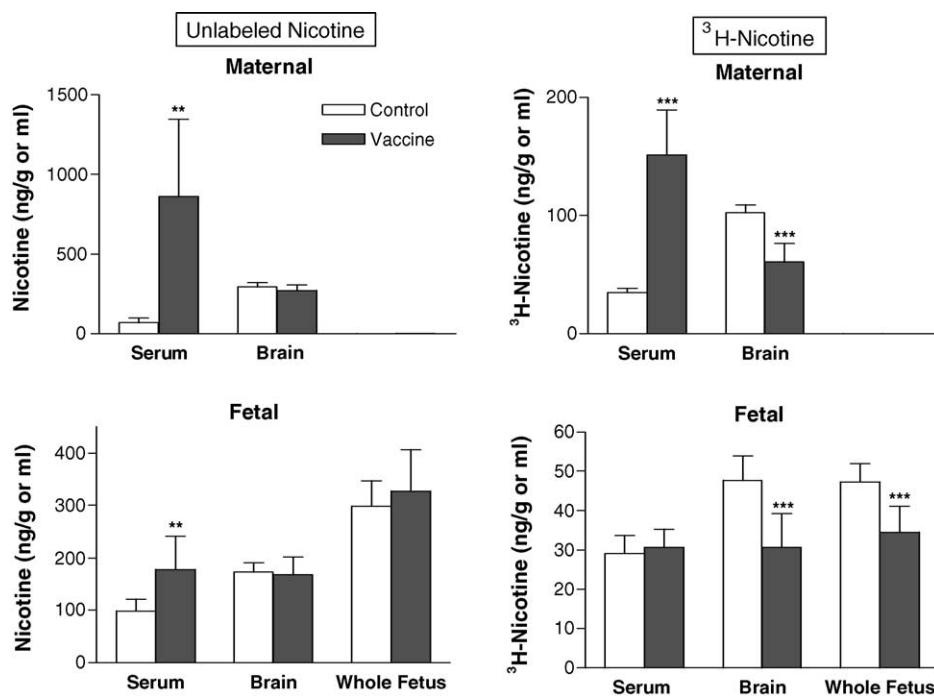 Unlabeled Nicotine
Maternal
Nicotine (ng/g or ml)
1500
1000
500
0
**
Control
Vaccine
Serum Brain
³H-Nicotine
Maternal
³H-Nicotine (ng/g or ml)
200
100
0
***
***
Serum Brain
Fetal
Nicotine (ng/g or ml)
400
300
200
100
0
**
Serum Brain Whole Fetus
Fetal
³H-Nicotine (ng/g or ml)
60
50
40
30
20
10
0
***
***
Serum Brain Whole Fetus